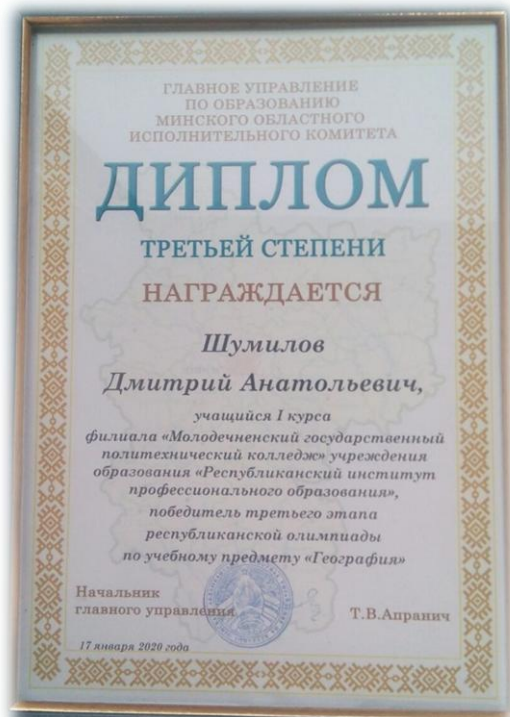 ГЛАВНОЕ УПРАВЛЕНИЕ
ПО ОБРАЗОВАНИЮ
МИНСКОГО ОБЛАСТНОГО
ИСПОЛНИТЕЛЬНОГО КОМИТЕТА
ДИПЛОМ
ТРЕТЬЕЙ СТЕПЕНИ
НАГРАЖДАЕТСЯ
Шумилов
Дмитрий Анатольевич,
учащийся I курса
филиала «Молодечненский государственный
политехнический колледж» учреждения
образования «Республиканский институт
профессионального образования»,
победитель третьего этапа
республиканской олимпиады
по учебному предмету «География»
Начальник
главного управления
Т.В.Апранич
17 января 2020 года